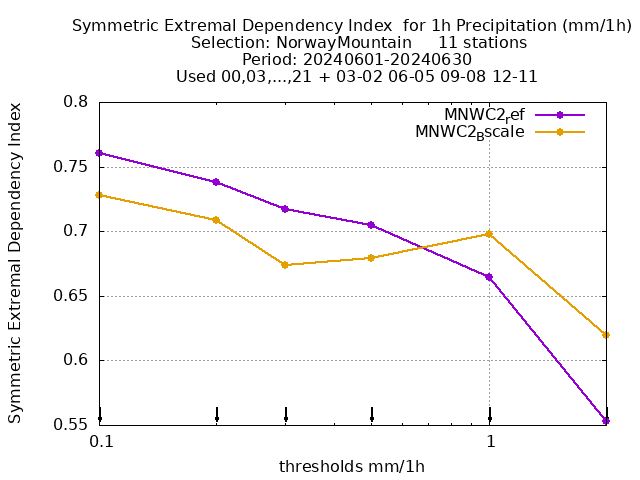 Symmetric Extremal Dependency Index  for 1h Precipitation (mm/1h)
Selection: NorwayMountain     11 stations
Period: 20240601-20240630
Used 00,03,...,21 + 03-02 06-05 09-08 12-11
MNWC2ref
MNWC2Bscale
Symmetric Extremal Dependency Index
0.8
0.75
0.7
0.65
0.6
0.55
0.1
1
thresholds mm/1h